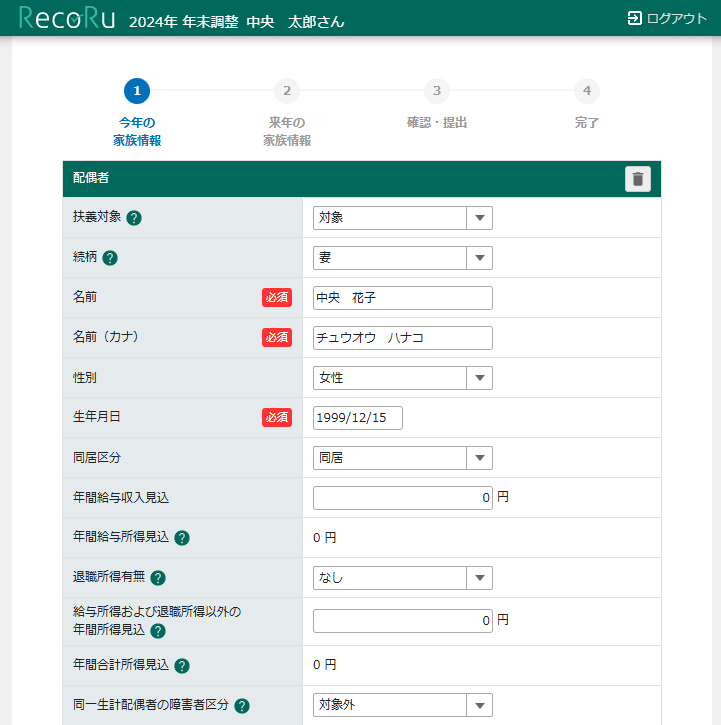 RecoRu 2024年 年末調整 中央　太郎さん ログアウト
1 2 3 4
今年の 来年の 確認・提出 完了
家族情報 家族情報
配偶者
扶養対象 ? 対象
続柄 ? 妻
名前 必須 中央　花子
名前（カナ） 必須 チュウオウ　ハナコ
性別 女性
生年月日 必須 1999/12/15
同居区分 同居
年間給与収入見込 0 円
年間給与所得見込 ? 0 円
退職所得有無 ? なし
給与所得および退職所得以外の
年間所得見込 ? 0 円
年間合計所得見込 ? 0 円
同一生計配偶者の障害者区分 ? 対象外